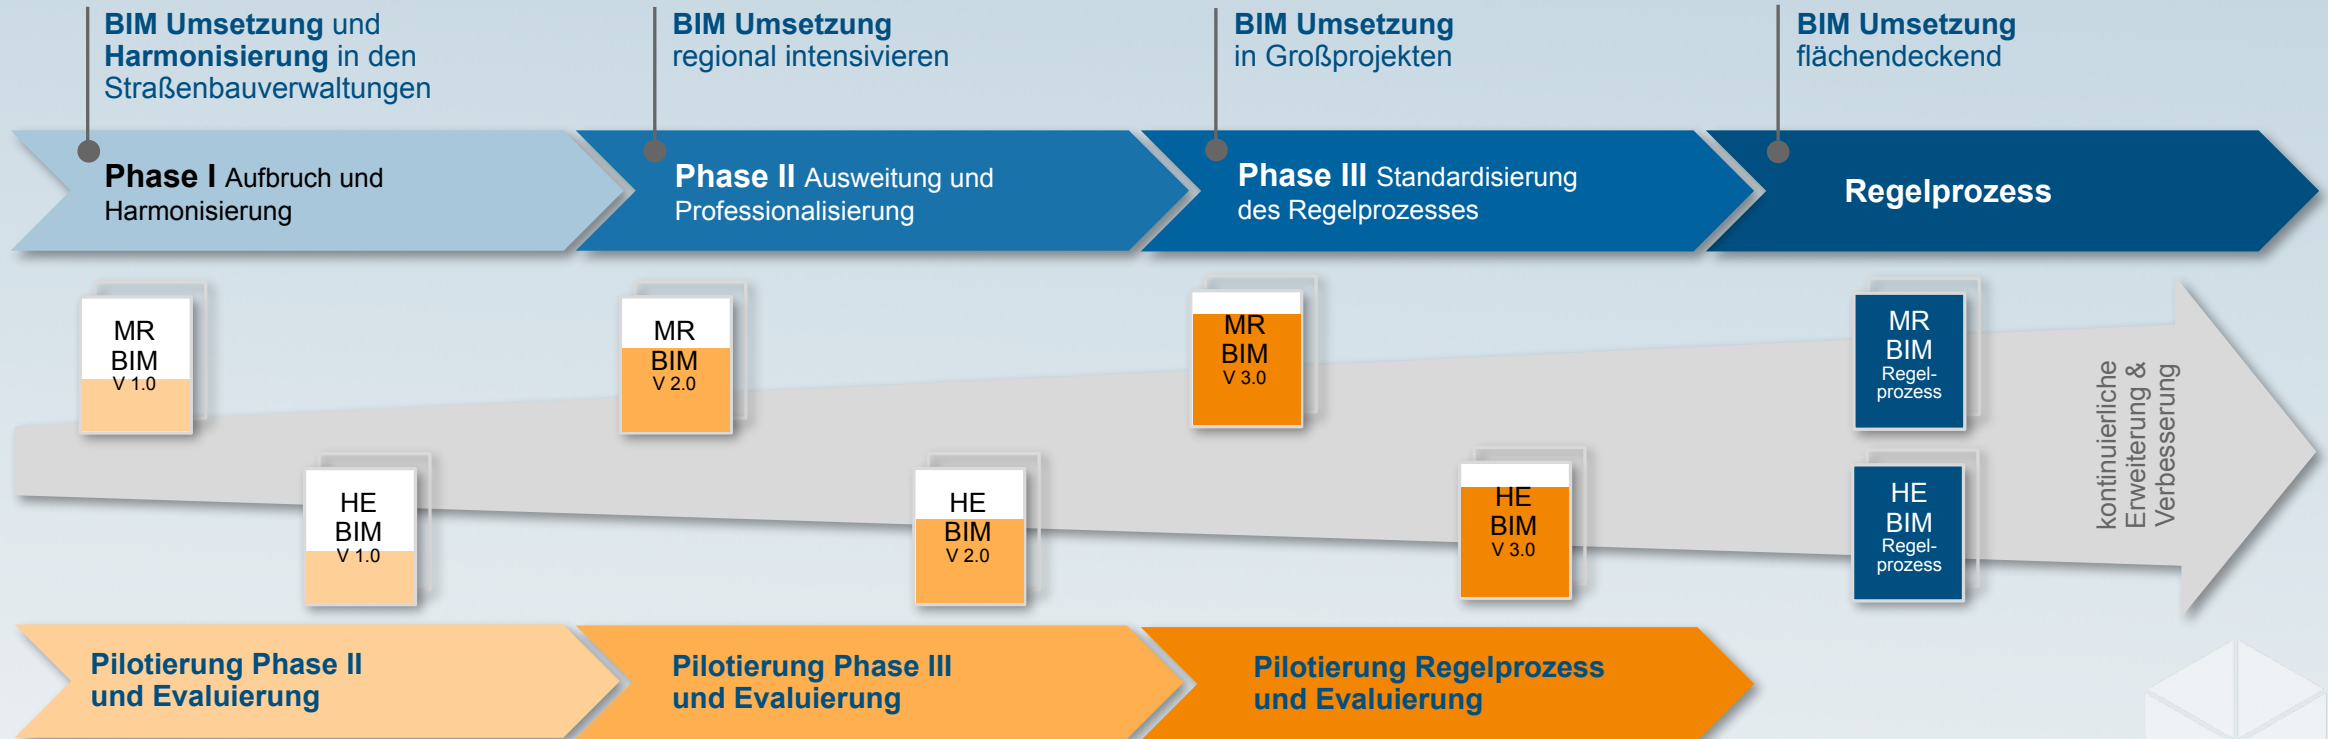 BIM Umsetzung und
Harmonisierung in den
Straßenbauverwaltungen
BIM Umsetzung
regional intensivieren
BIM Umsetzung
in Großprojekten
BIM Umsetzung
flächendeckend
Phase I Aufbruch und
Harmonisierung
Phase II Ausweitung und
Professionalisierung
Phase III Standardisierung
des Regelprozesses
Regelprozess
MR
BIM
V 1.0
MR
BIM
V 2.0
MR
BIM
V 3.0
MR
BIM
Regel-
prozess
HE
BIM
V 1.0
HE
BIM
V 2.0
HE
BIM
V 3.0
HE
BIM
Regel-
prozess
kontinuierliche
Erweiterung &
Verbesserung
Pilotierung Phase II
und Evaluierung
Pilotierung Phase III
und Evaluierung
Pilotierung Regelprozess
und Evaluierung